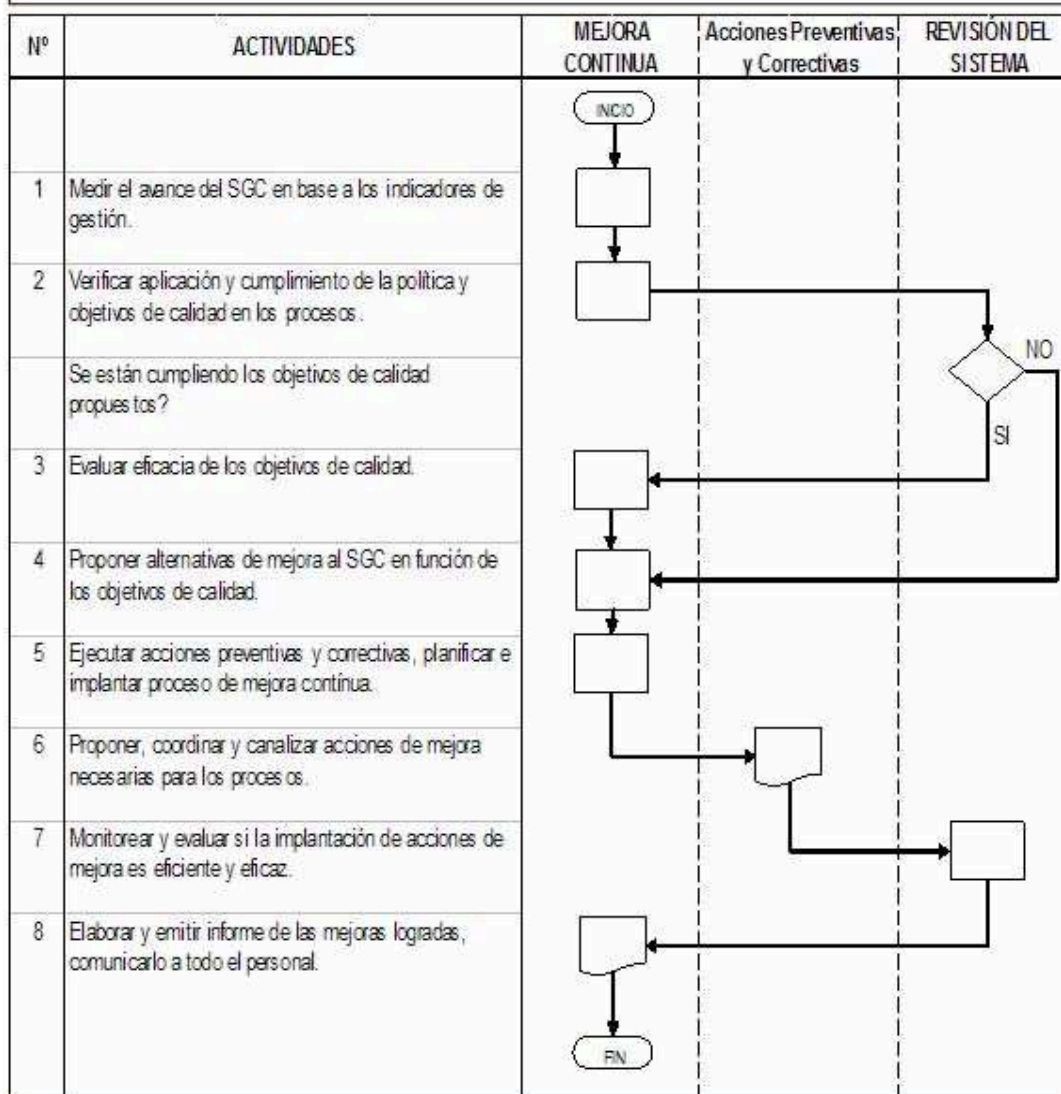 Nº
ACTIVIDADES
MEJORA
CONTINUA
Acciones Preventivas
y Correctivas
REVISIÓN DEL
SISTEMA
INCIO
1
Medir el avance del SGC en base a los indicadores de
gestión.
2
Verificar aplicación y cumplimiento de la política y
objetivos de calidad en los procesos.
NO
Se están cumpliendo los objetivos de calidad
propuestos?
SI
3
Evaluar eficacia de los objetivos de calidad.
4
Proponer alternativas de mejora al SGC en función de
los objetivos de calidad.
5
Ejecutar acciones preventivas y correctivas, planificar e
implantar proceso de mejora contínua.
6
Proponer, coordinar y canalizar acciones de mejora
necesarias para los procesos.
7
Monitorear y evaluar si la implantación de acciones de
mejora es eficiente y eficaz.
8
Elaborar y emitir informe de las mejoras logradas,
comunicarlo a todo el personal.
FIN